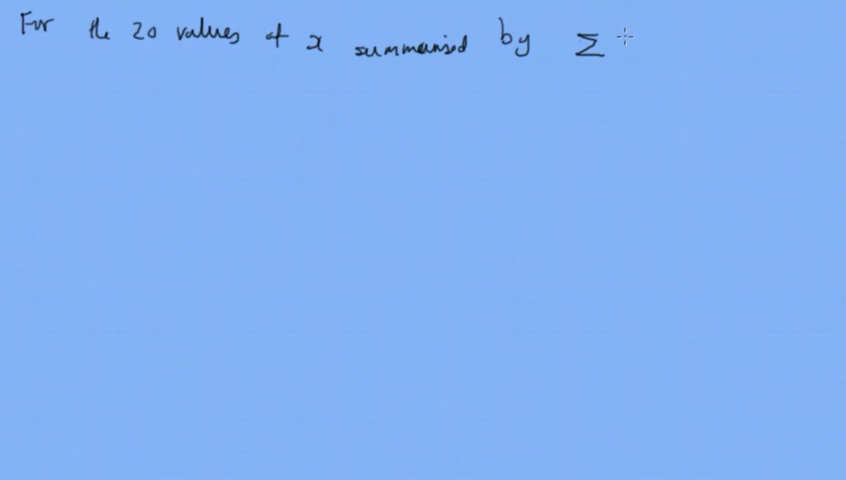 For the 20 values of x summarised by Σ